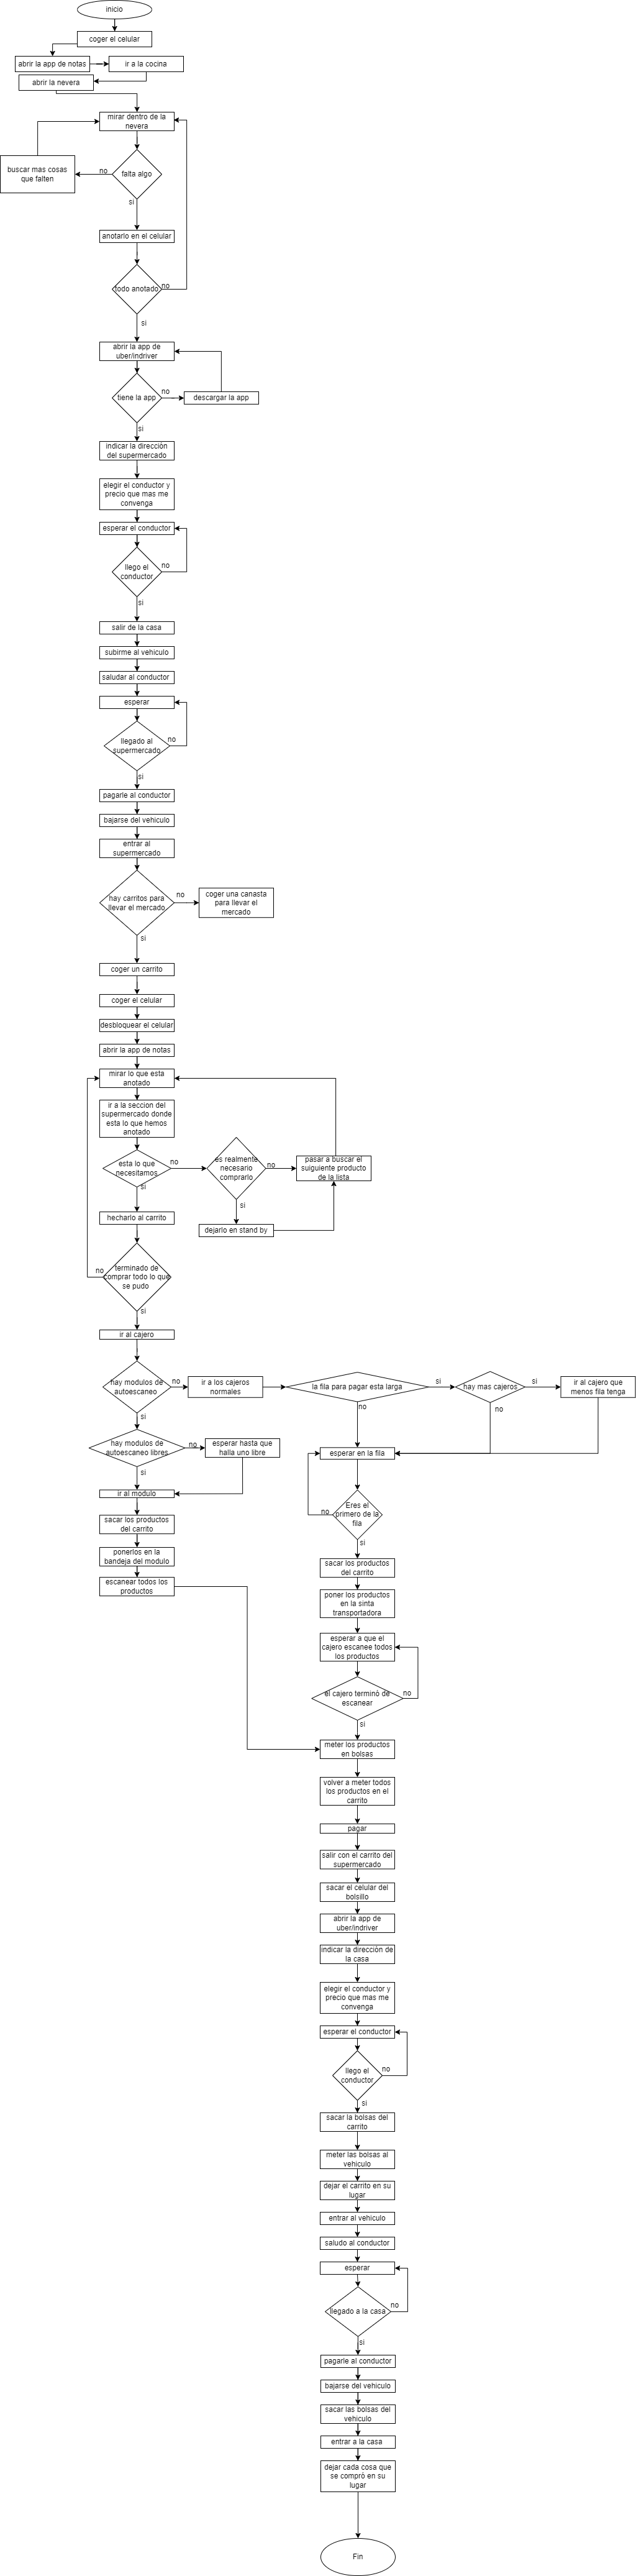 inicio
coger el celular
abrir la app de notas
ir a la cocina
abrir la nevera
mirar dentro de la
nevera
buscar mas cosas
que falten
no
falta algo
si
anotarlo en el celular
todo anotado
no
si
abrir la app de
uber/indriver
tiene la app
no
descargar la app
si
indicar la dirección
del supermercado
elegir el conductor y
precio que mas me
convenga
esperar el conductor
llego el
conductor
no
si
salir de la casa
subirme al vehiculo
saludar al conductor
esperar
llegado al
supermercado
no
si
pagarle al conductor
bajarse del vehiculo
entrar al
supermercado
hay carritos para
llevar el mercado
no
coger una canasta
para llevar el
mercado
si
coger un carrito
coger el celular
desbloquear el celular
abrir la app de notas
mirar lo que esta
anotado
ir a la seccion del
supermercado donde
esta lo que hemos
anotado
esta lo que
necesitamos
no
es realmente
necesario
comprarlo
no
pasar a buscar el
suiguiente producto
de la lista
si
si
hecharlo al carrito
dejarlo en stand by
terminado de
comprar todo lo que
se pudo
no
si
ir al cajero
hay modulos de
autoescaneo
no
ir a los cajeros
normales
la fila para pagar esta larga
si
hay mas cajeros
si
ir al cajero que
menos fila tenga
si
no
no
hay modulos de
autoescaneo libres
no
esperar hasta que
halla uno libre
esperar en la fila
si
ir al modulo
Eres el
primero de la
fila
no
si
sacar los productos
del carrito
ponerlos en la
bandeja del modulo
escanear todos los
productos
sacar los productos
del carrito
poner los productos
en la sinta
transportadora
esperar a que el
cajero escanee todos
los productos
el cajero terminó de
escanear
no
si
meter los productos
en bolsas
volver a meter todos
los productos en el
carrito
pagar
salir con el carrito del
supermercado
sacar el celular del
bolsillo
abrir la app de
uber/indriver
indicar la dirección de
la casa
elegir el conductor y
precio que mas me
convenga
esperar el conductor
llego el
conductor
no
si
sacar la bolsas del
carrito
meter las bolsas al
vehiculo
dejar el carrito en su
lugar
entrar al vehiculo
saludo al conductor
esperar
llegado a la casa
no
si
pagarle al conductor
bajarse del vehiculo
sacar las bolsas del
vehiculo
entrar a la casa
dejar cada cosa que
se compró en su
lugar
Fin